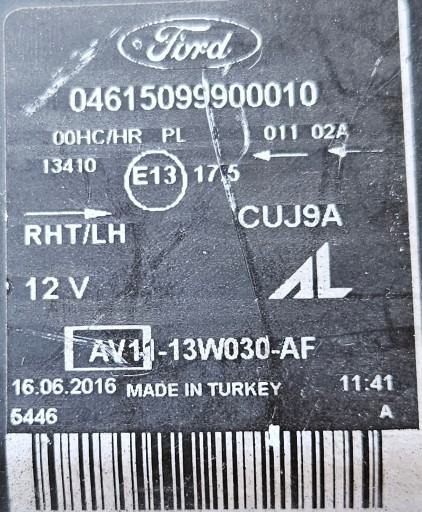 Ford
04615099900010
00HC/HR PL 011 02A
13410 E13 17.5
CUJ9A
RHT/LH
12 V AL
AV11-13W030-AF
16.06.2016 MADE IN TURKEY 11:41
5446 A